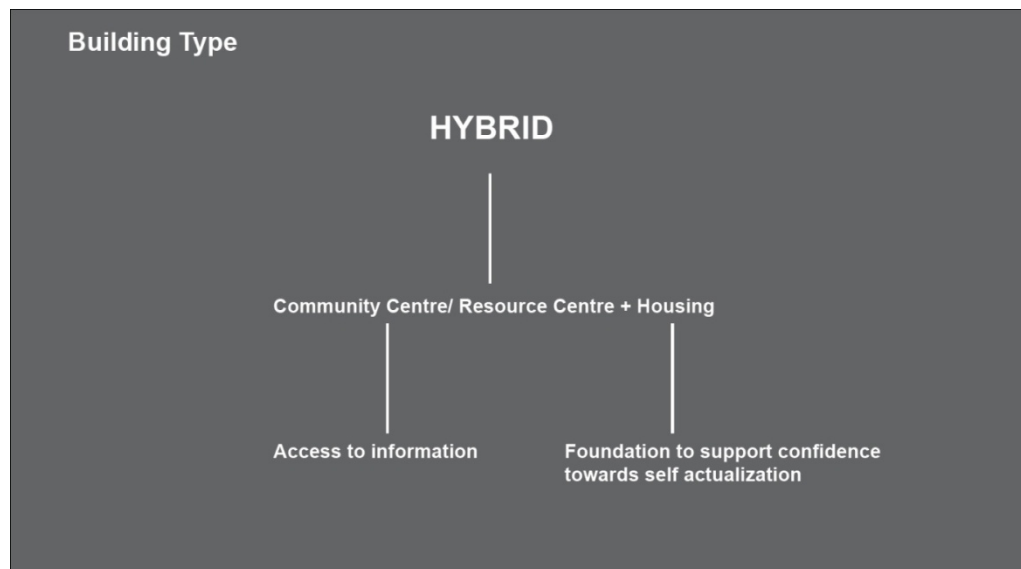 Building Type
HYBRID
Community Centre/ Resource Centre + Housing
Access to information
Foundation to support confidence
towards self actualization